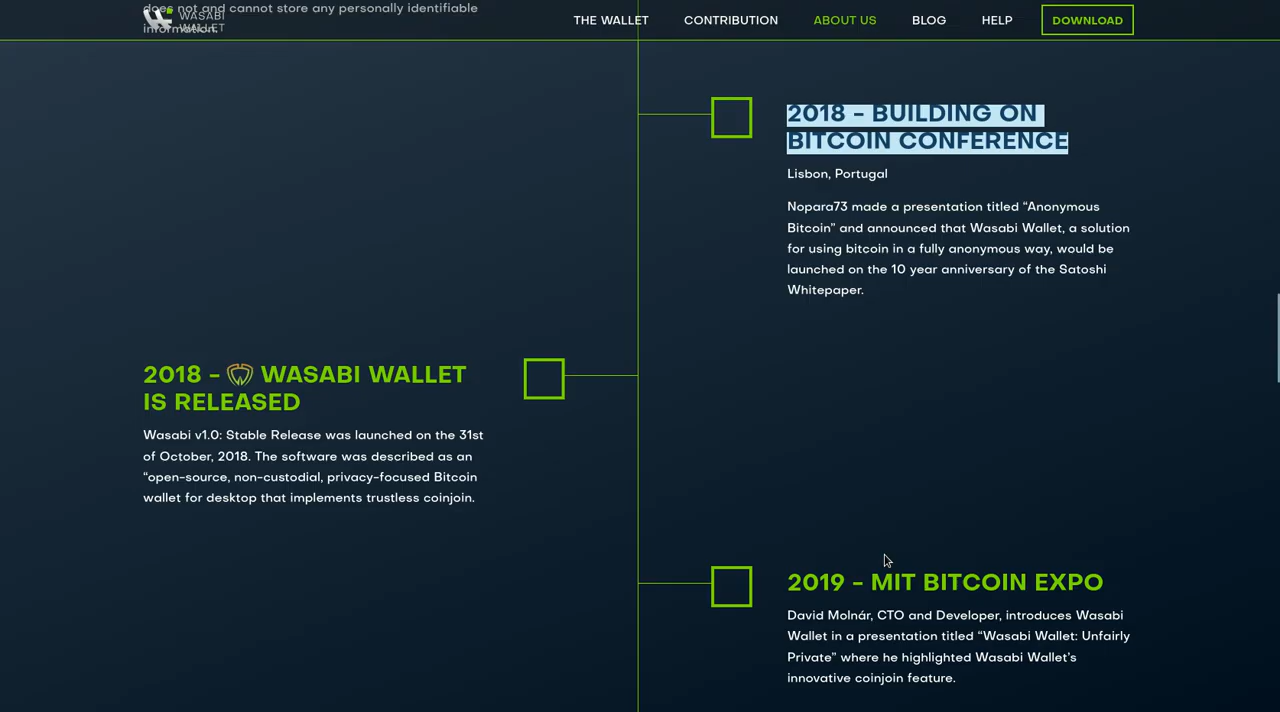 does not and cannot store any personally identifiable
information.
WASABI
WALLET
THE WALLET
CONTRIBUTION
ABOUT US
BLOG
HELP
DOWNLOAD
2018 - BUILDING ON
BITCOIN CONFERENCE
Lisbon, Portugal
Nopara73 made a presentation titled “Anonymous
Bitcoin” and announced that Wasabi Wallet, a solution
for using bitcoin in a fully anonymous way, would be
launched on the 10 year anniversary of the Satoshi
Whitepaper.
2018 - WASABI WALLET
IS RELEASED
Wasabi v1.0: Stable Release was launched on the 31st
of October, 2018. The software was described as an
“open-source, non-custodial, privacy-focused Bitcoin
wallet for desktop that implements trustless coinjoin.
2019 - MIT BITCOIN EXPO
David Molnár, CTO and Developer, introduces Wasabi
Wallet in a presentation titled “Wasabi Wallet: Unfairly
Private” where he highlighted Wasabi Wallet’s
innovative coinjoin feature.